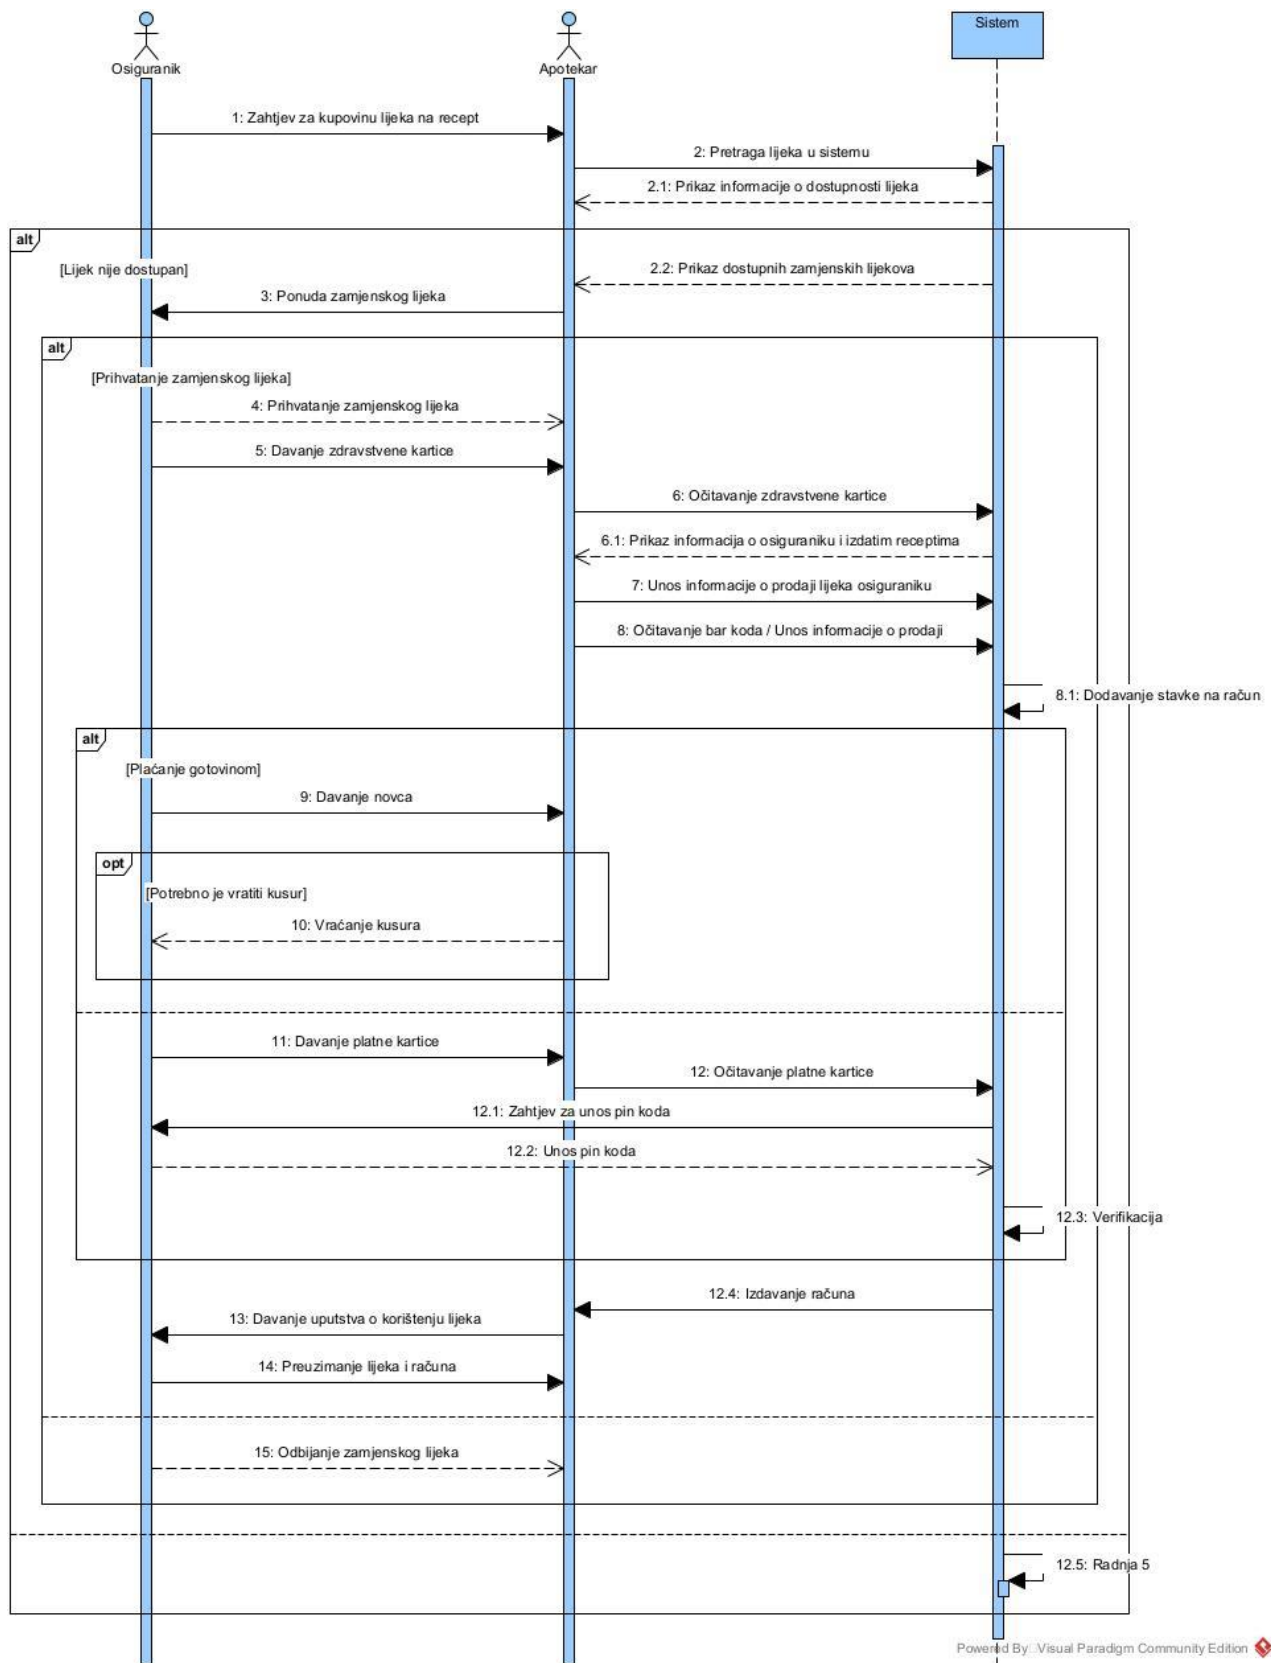 Osiguranik
Apotekar
Sistem
1: Zahtjev za kupovinu lijeka na recept
2: Pretraga lijeka u sistemu
2.1: Prikaz informacije o dostupnosti lijeka
alt
[Lijek nije dostupan]
2.2: Prikaz dostupnih zamjenskih lijekova
3: Ponuda zamjenskog lijeka
alt
[Prihvatanje zamjenskog lijeka]
4: Prihvatanje zamjenskog lijeka
5: Davanje zdravstvene kartice
6: Očitavanje zdravstvene kartice
6.1: Prikaz informacija o osiguraniku i izdatim receptima
7: Unos informacije o prodaji lijeka osiguraniku
8: Očitavanje bar koda / Unos informacije o prodaji
8.1: Dodavanje stavke na račun
alt
[Plaćanje gotovinom]
9: Davanje novca
opt
[Potrebno je vratiti kusur]
10: Vraćanje kusura
11: Davanje platne kartice
12: Očitavanje platne kartice
12.1: Zahtjev za unos pin koda
12.2: Unos pin koda
12.3: Verifikacija
12.4: Izdavanje računa
13: Davanje uputstva o korištenju lijeka
14: Preuzimanje lijeka i računa
15: Odbijanje zamjenskog lijeka
12.5: Radnja 5
Powered By: Visual Paradigm Community Edition